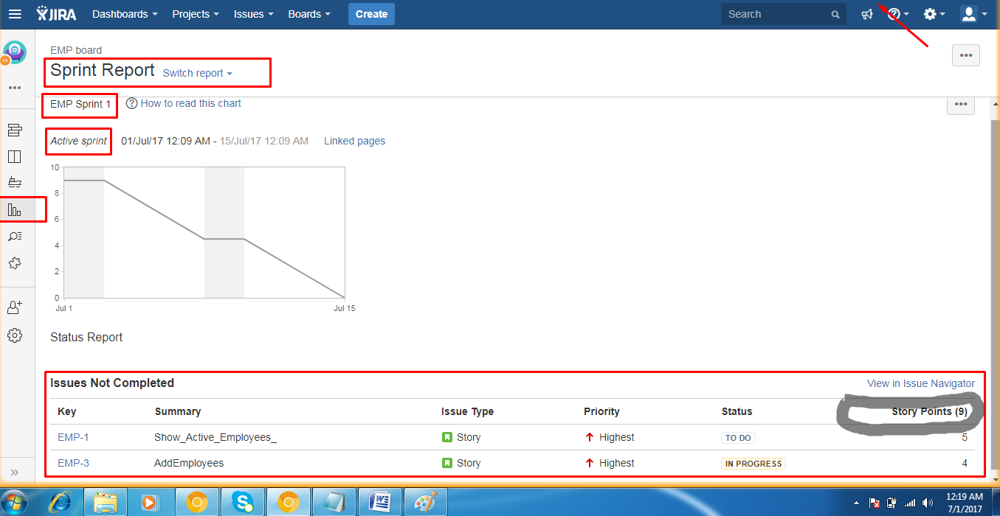 JIRA Dashboards Projects Issues Boards Create Search
EMP board
Sprint Report Switch report
EMP Sprint 1 How to read this chart
Active sprint 01/Jul/17 12:09 AM - 15/Jul/17 12:09 AM Linked pages
10
8
6
4
2
0
Jul 1 Jul 15
Status Report
Issues Not Completed View in Issue Navigator
Key Summary Issue Type Priority Status Story Points (9)
EMP-1 Show_Active_Employees_ Story Highest TO DO 5
EMP-3 AddEmployees Story Highest IN PROGRESS 4
12:19 AM
7/1/2017